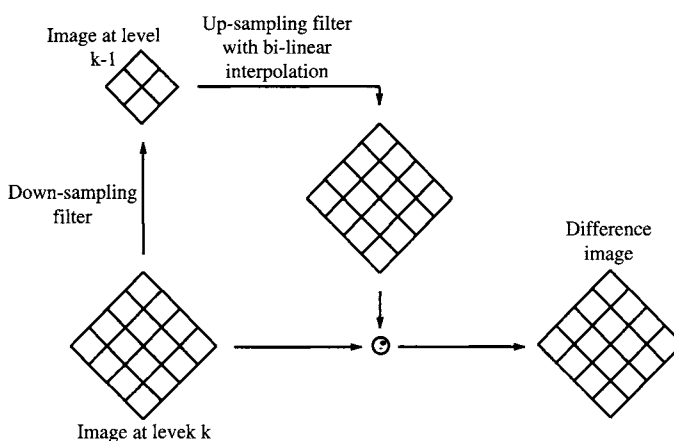 Image at level
k-1
Up-sampling filter
with bi-linear
interpolation
Down-sampling
filter
Difference
image
Image at levek k